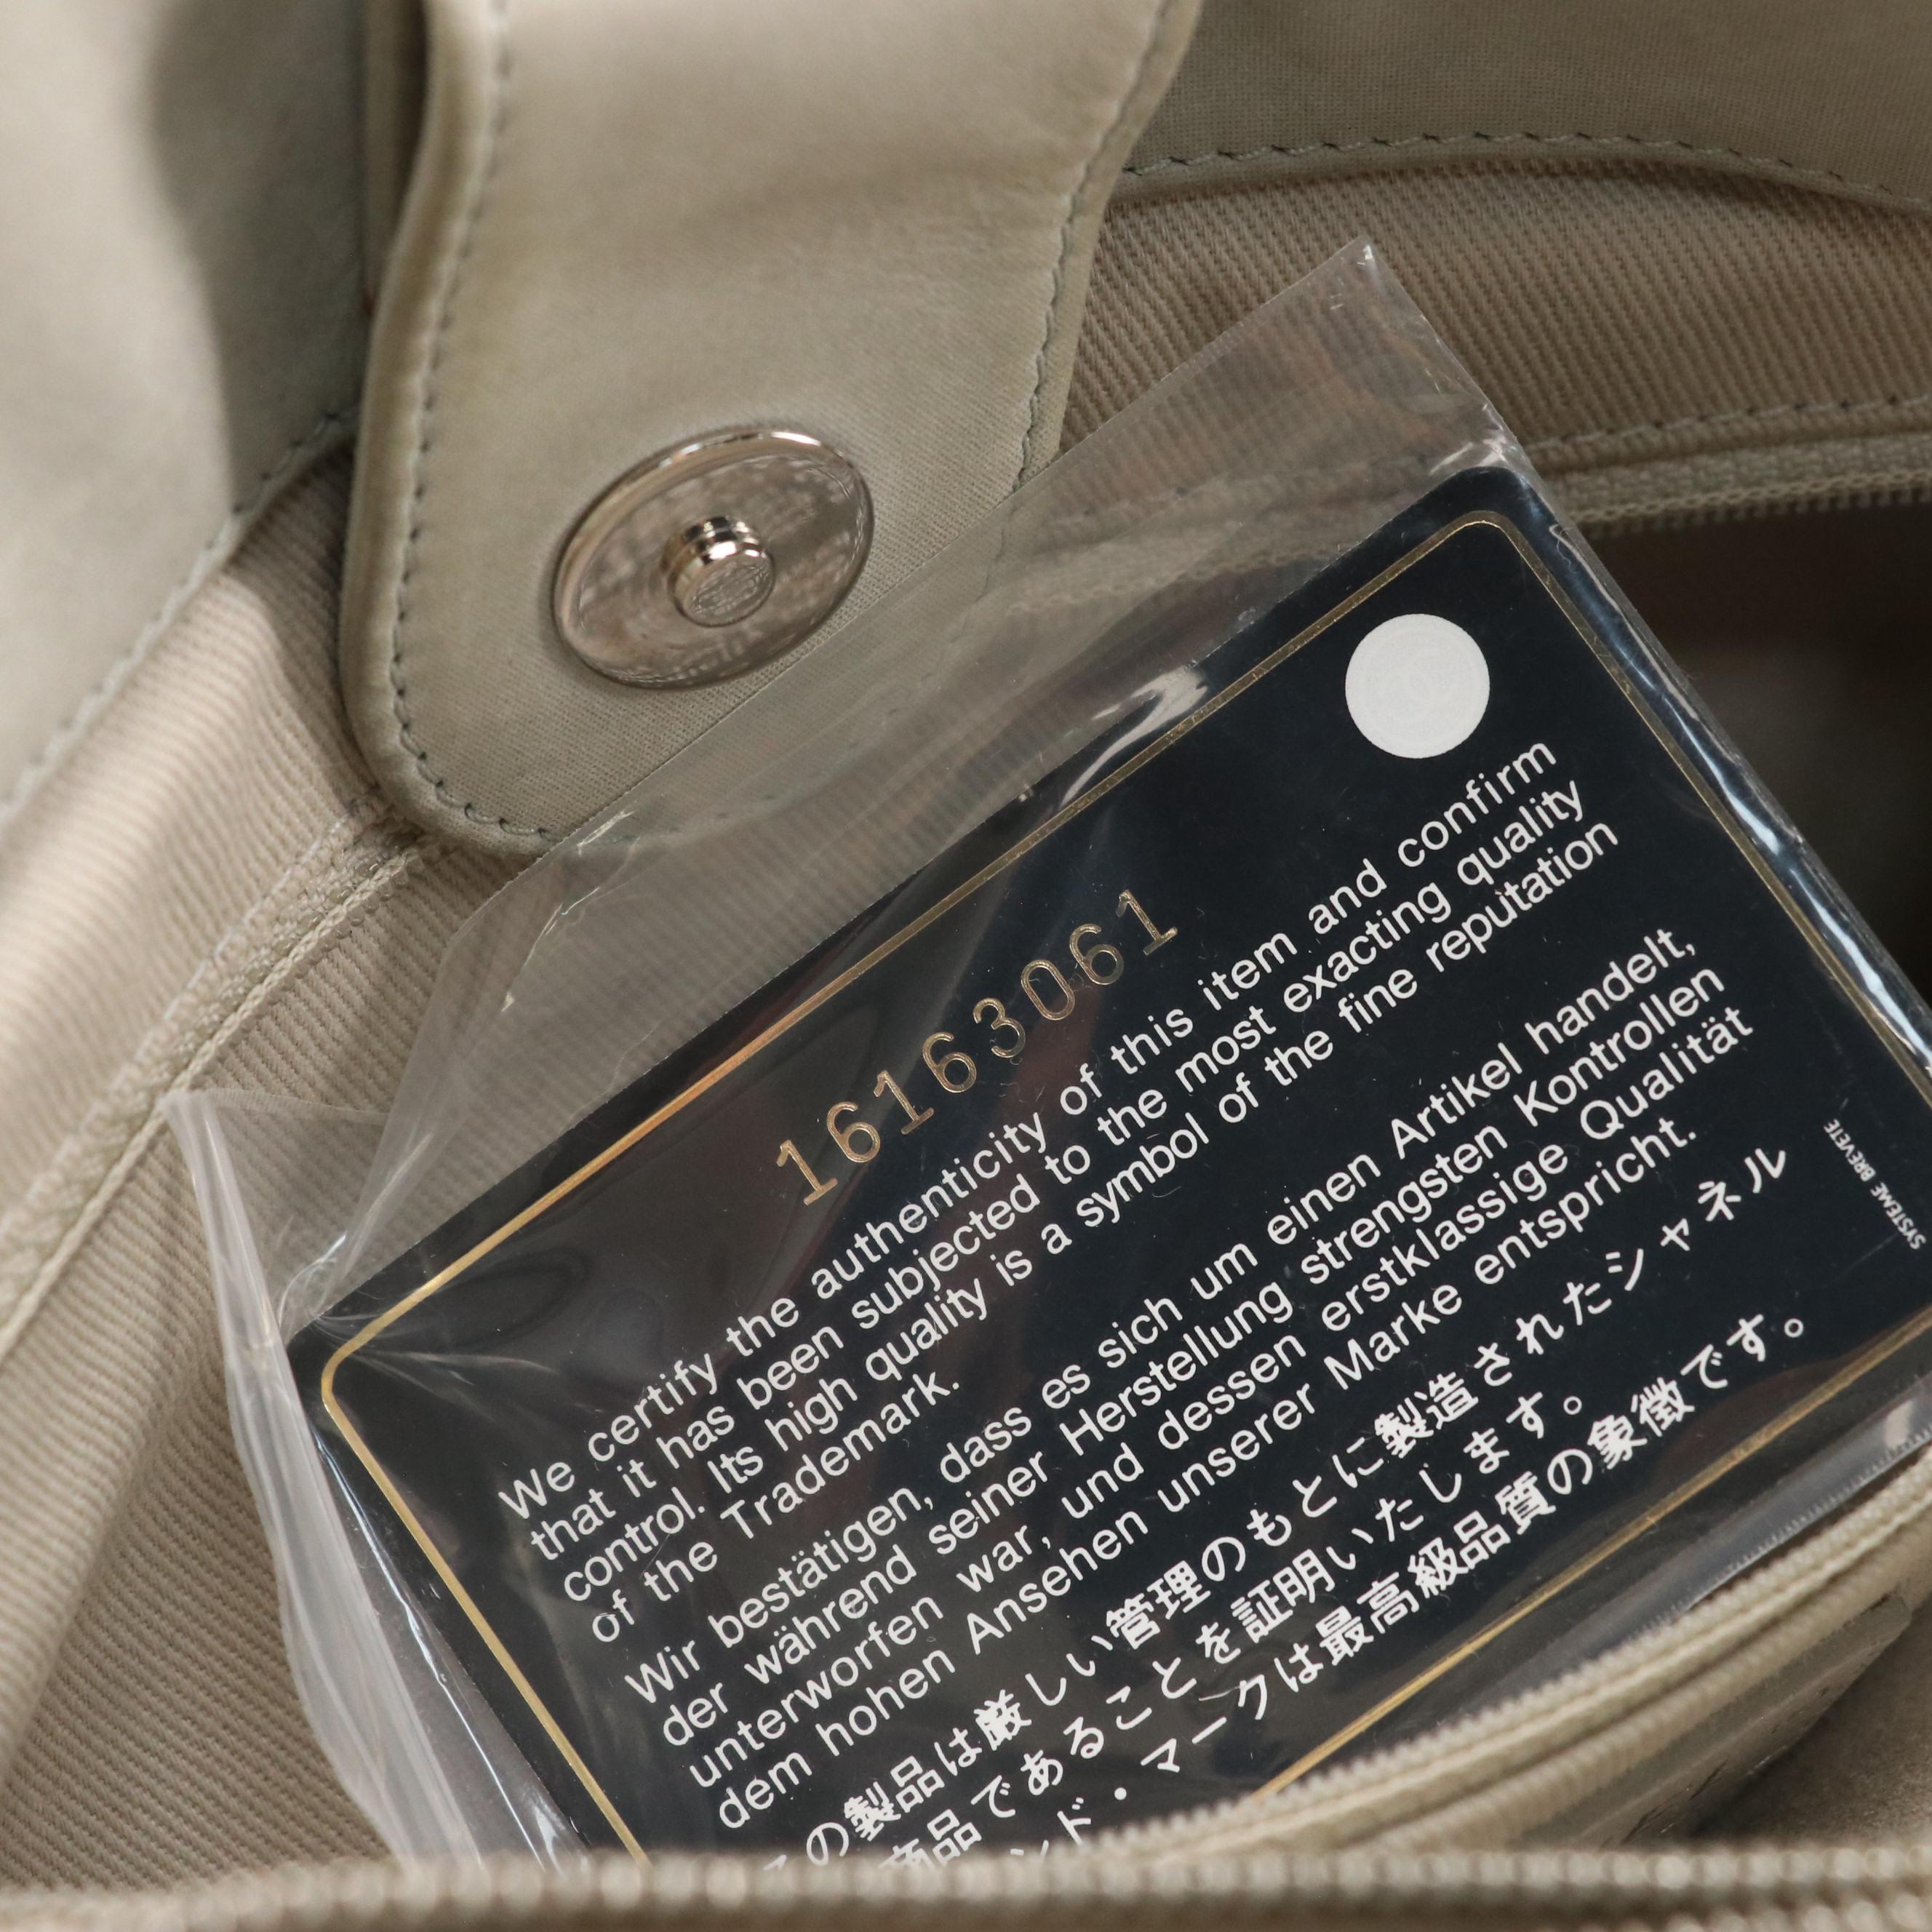 16163061
We certify the authenticity of this item and confirm
that it has been subjected to the most exacting quality
control. Its high quality is a symbol of the fine reputation
of the Trademark.
Wir bestätigen, dass es sich um einen Artikel handelt,
der während seiner Herstellung strengsten Kontrollen
unterworfen war, und dessen erstklassige Qualität
dem hohen Ansehen unserer Marke entspricht.
の製品は厳しい管理のもとに製造されたシャネル
商品であることを証明いたします。
ンド・マークは最高級品質の象徴です。
SYSTEME BREVETE